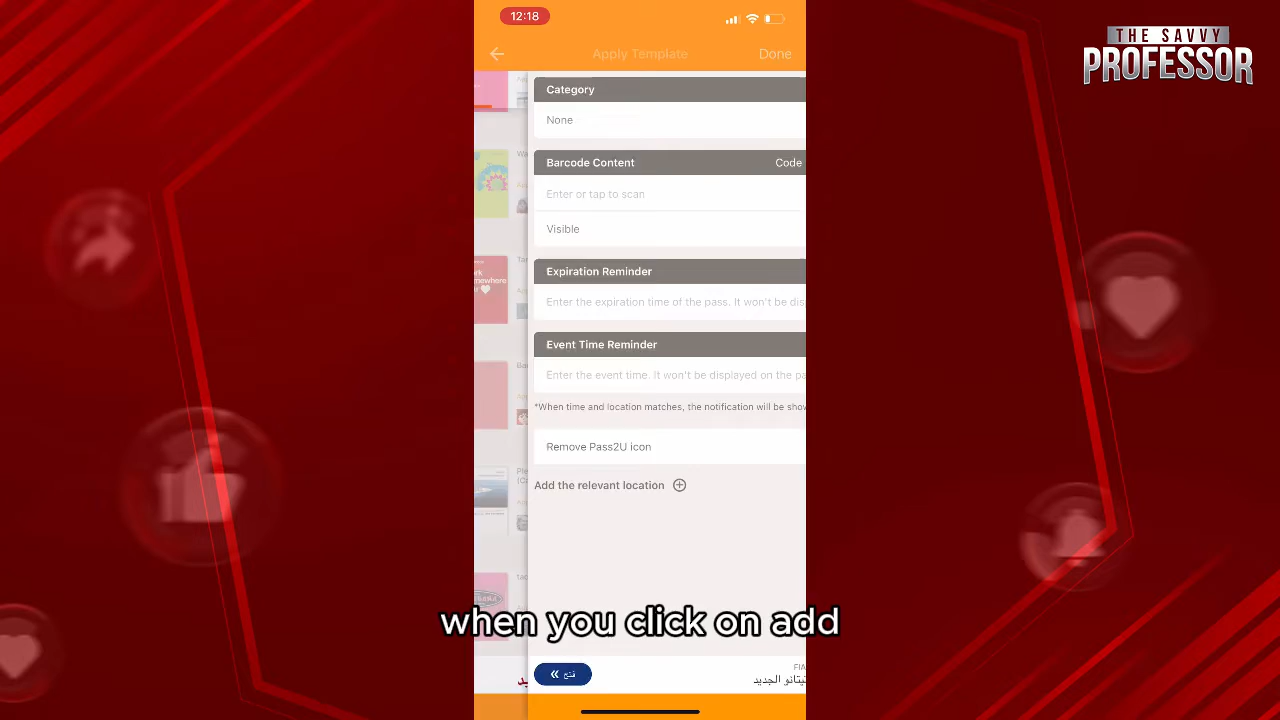 12:18
THE SAVVY
PROFESSOR
Apply Template
Done
Category
None
Barcode Content
Code
Enter or tap to scan
Visible
Expiration Reminder
Enter the expiration time of the pass. It won't be dis
Event Time Reminder
Enter the event time. It won't be displayed on the pa
*When time and location matches, the notification will be show
Remove Pass2U icon
Add the relevant location
when you click on add
فتح
FIA
تيتانو الجديد